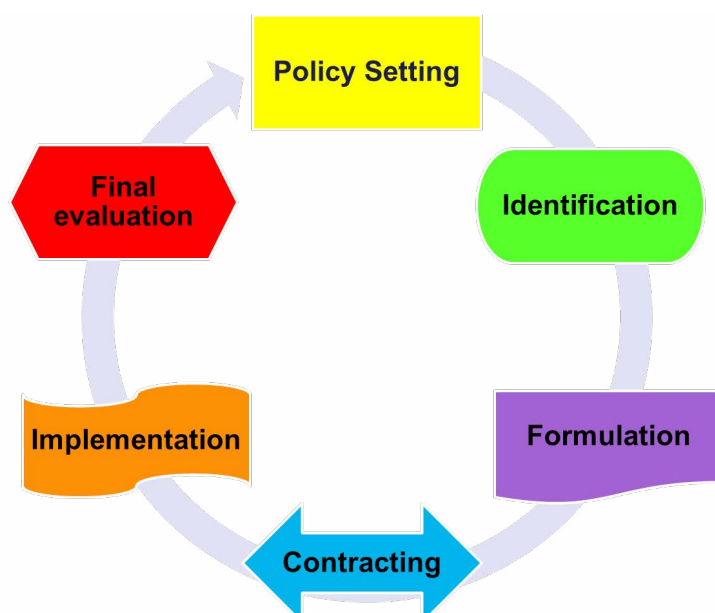 Policy Setting
Identification
Formulation
Contracting
Implementation
Final
evaluation